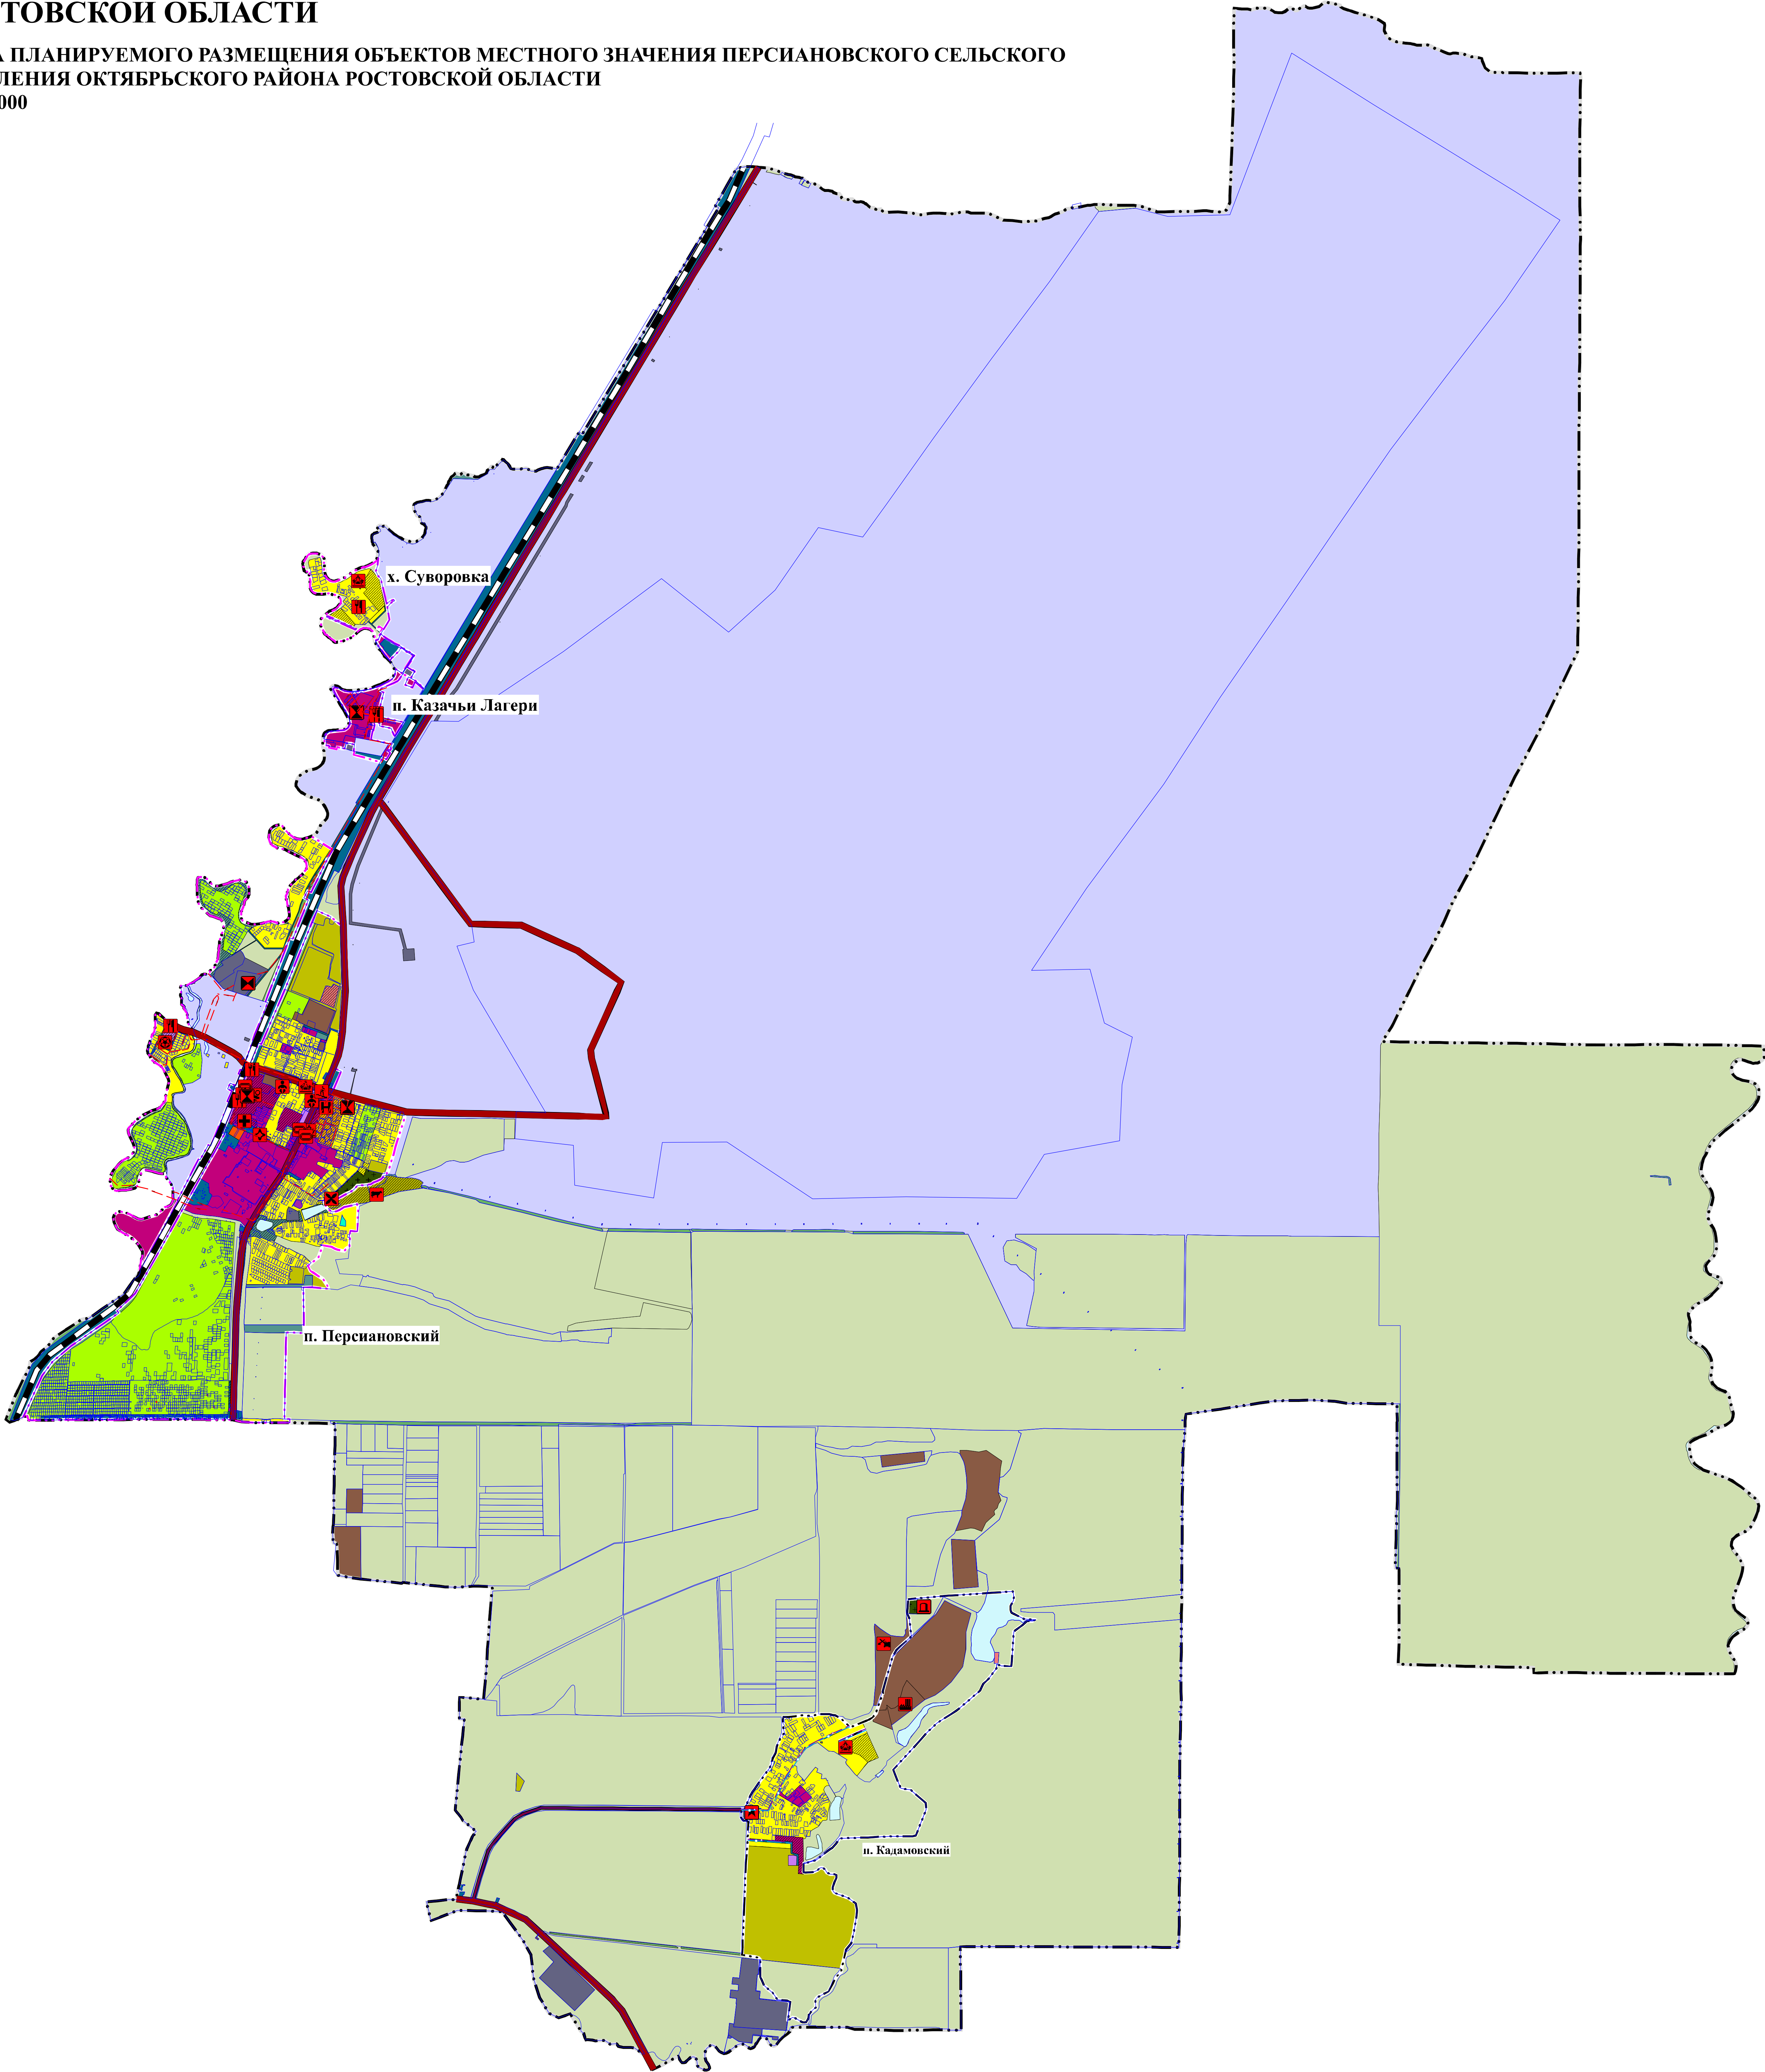 ТОВСКОЙ ОБЛАСТИ
ПЛАНИРУЕМОГО РАЗМЕЩЕНИЯ ОБЪЕКТОВ МЕСТНОГО ЗНАЧЕНИЯ ПЕРСИАНОВСКОГО СЕЛЬСКОГО
ЛЕНИЯ ОКТЯБРЬСКОГО РАЙОНА РОСТОВСКОЙ ОБЛАСТИ
000
х. Суворовка
п. Казачьи Лагери
п. Персиановский
п. Кадамовский